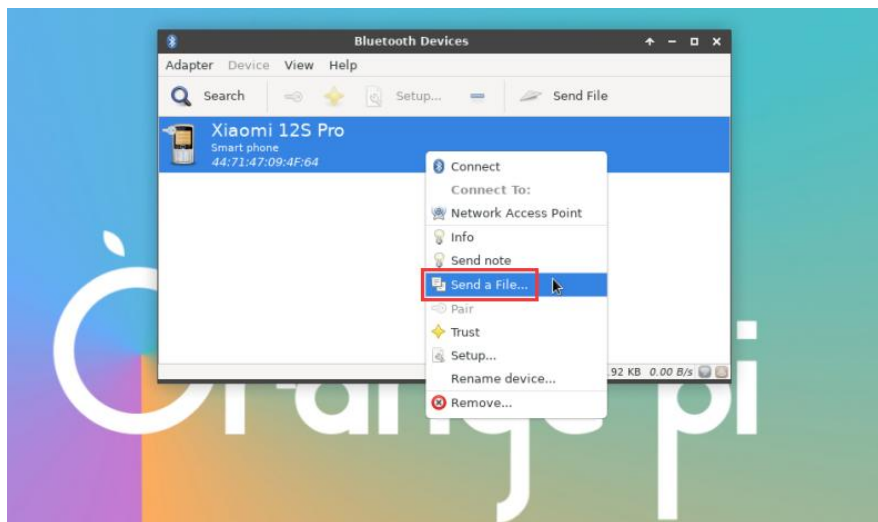 Bluetooth Devices
Adapter Device View Help
Search Setup... Send File
Xiaomi 12S Pro
Smart phone
44:71:47:09:4F:64
Connect
Connect To:
Network Access Point
Info
Send note
Send a File...
Pair
Trust
Setup...
Rename device...
Remove...
.92 KB 0.00 B/s
Orange pi